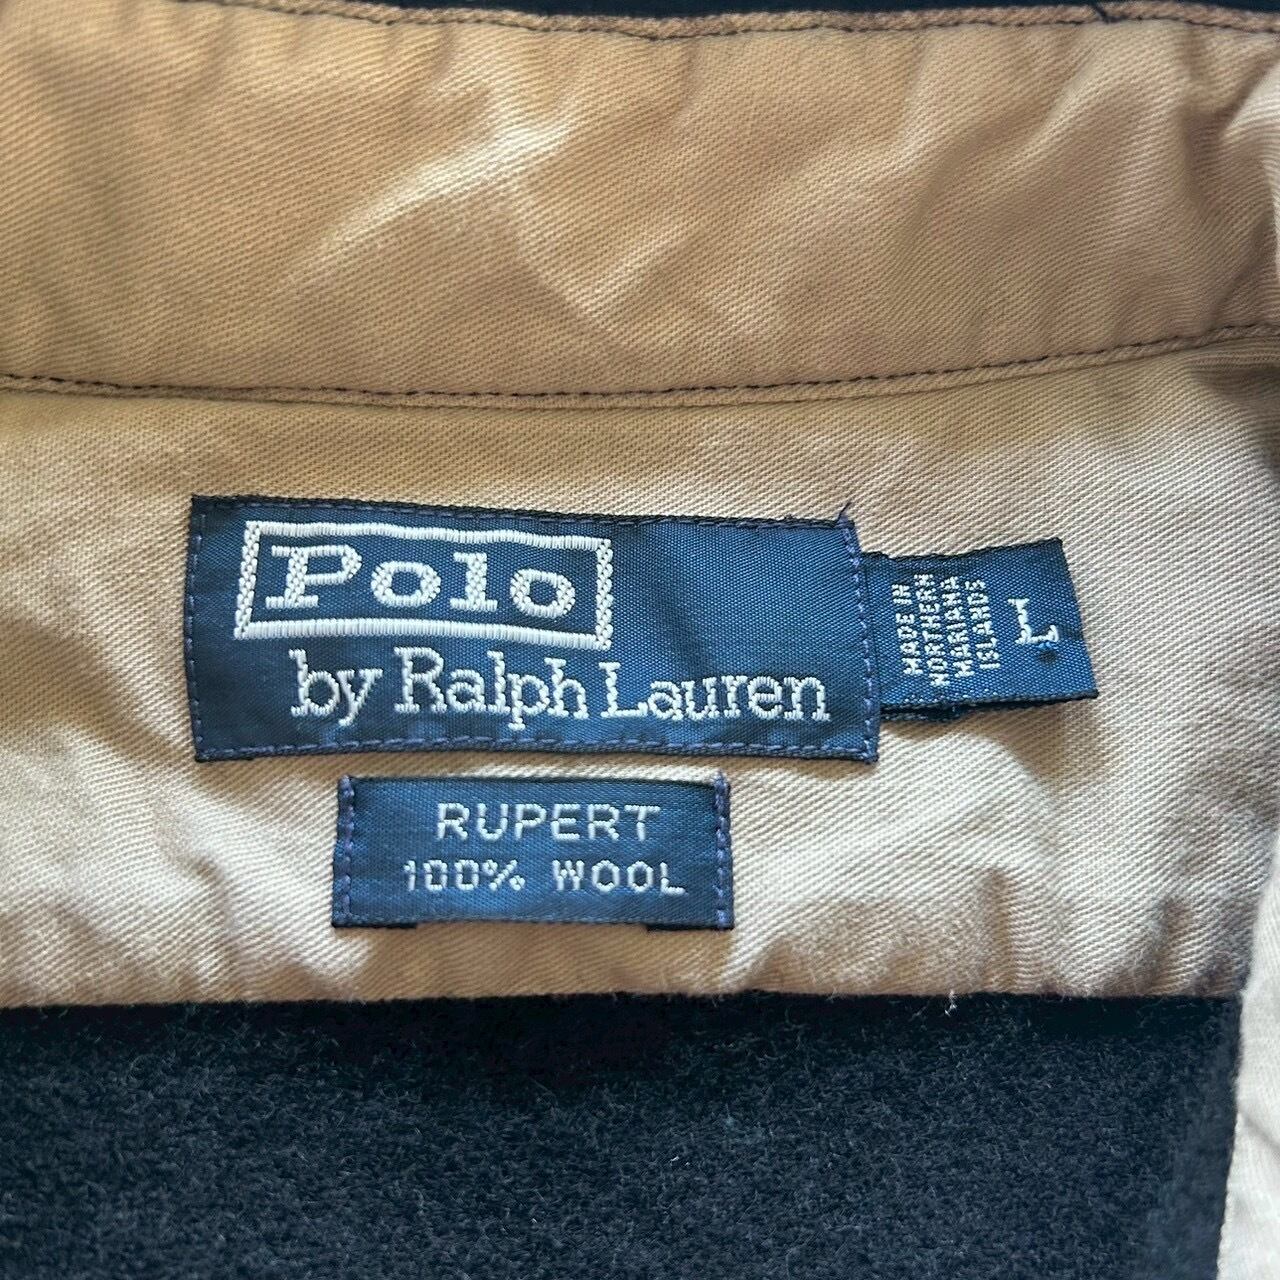 Polo
by Ralph Lauren
MADE IN
NORTHERN
MARIANA
ISLANDS
L
RUPERT
100% WOOL